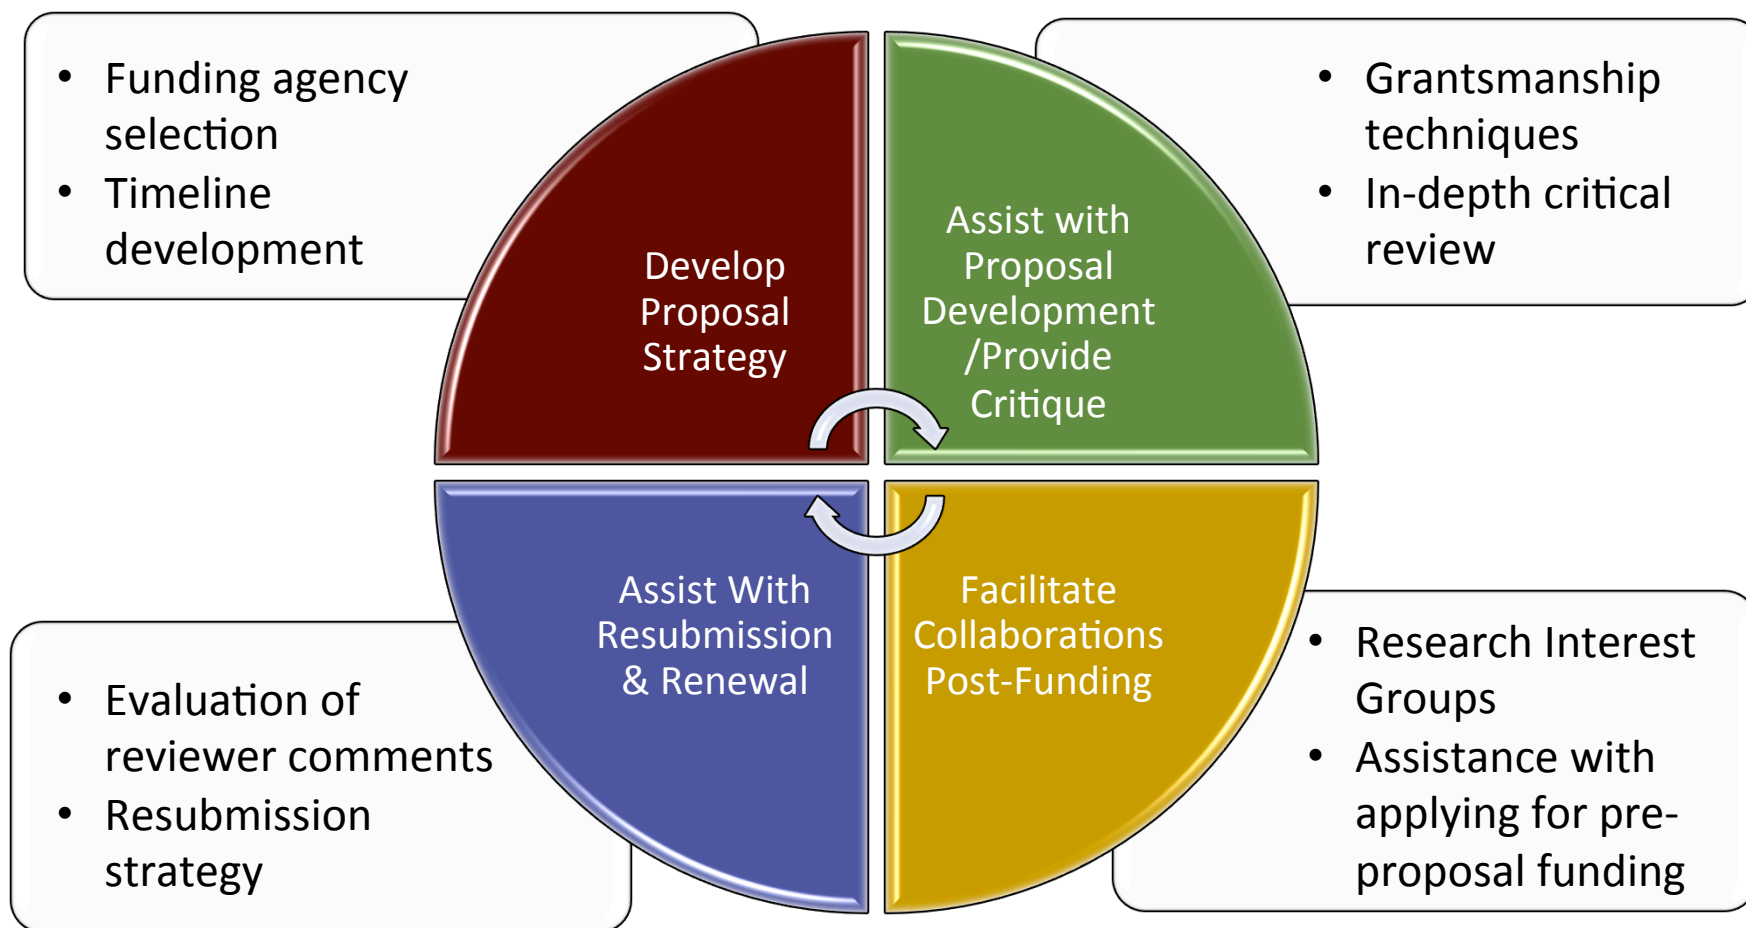 • Funding agency
selection
• Timeline
development
Develop
Proposal
Strategy
Assist with
Proposal
Development
/Provide
Critique
• Grantsmanship
techniques
• In-depth critical
review
• Evaluation of
reviewer comments
• Resubmission
strategy
Assist With
Resubmission
& Renewal
Facilitate
Collaborations
Post-Funding
• Research Interest
Groups
• Assistance with
applying for pre-
proposal funding